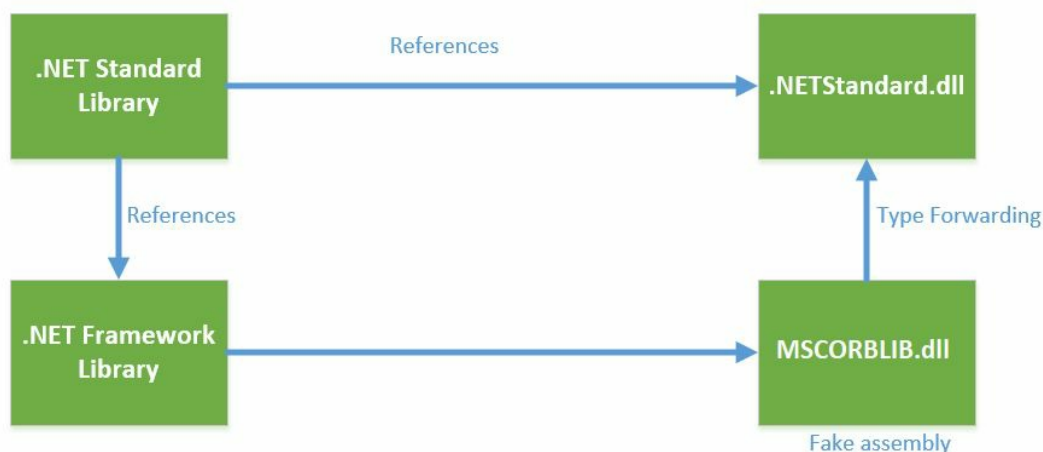 References
.NET Standard
Library
.NETStandard.dll
References
Type Forwarding
.NET Framework
Library
MSCORBLIB.dll
Fake assembly